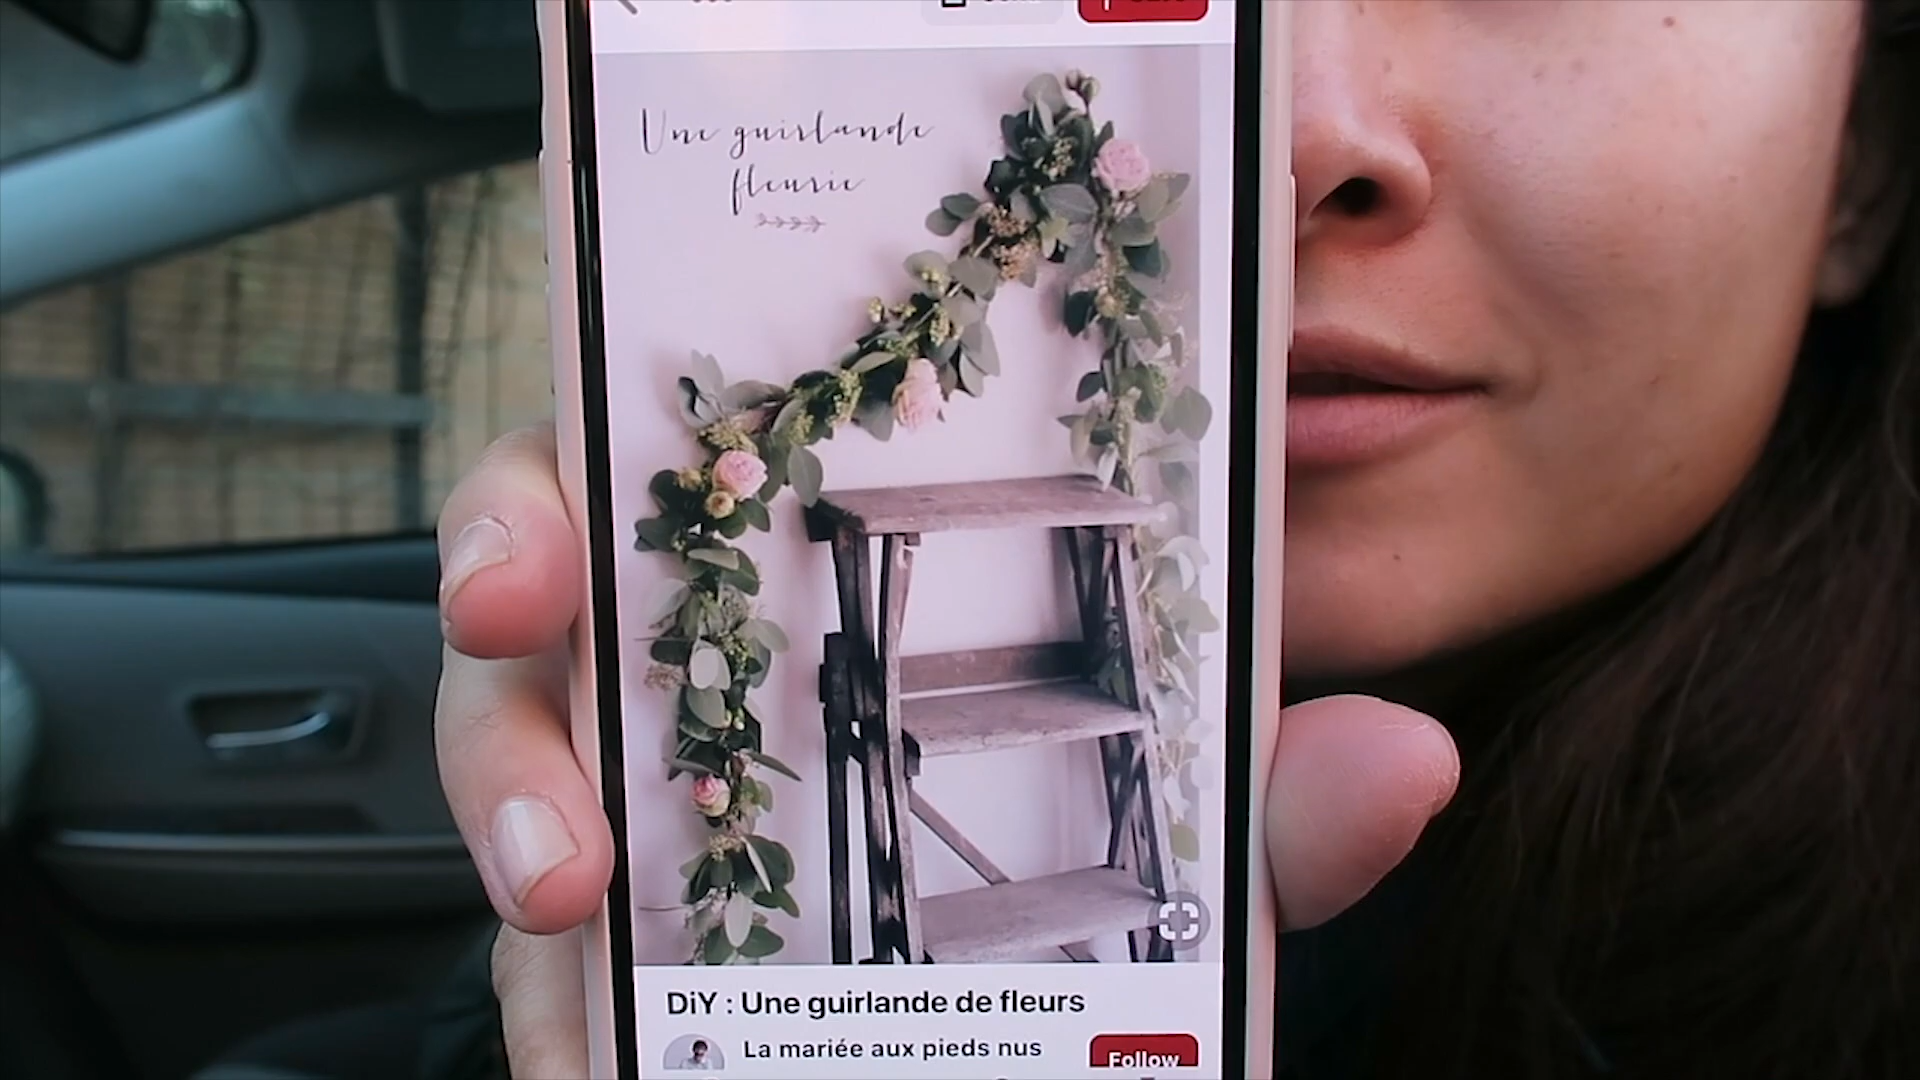 Une guirlande
fleurie
DiY : Une guirlande de fleurs
La mariée aux pieds nus
Follow